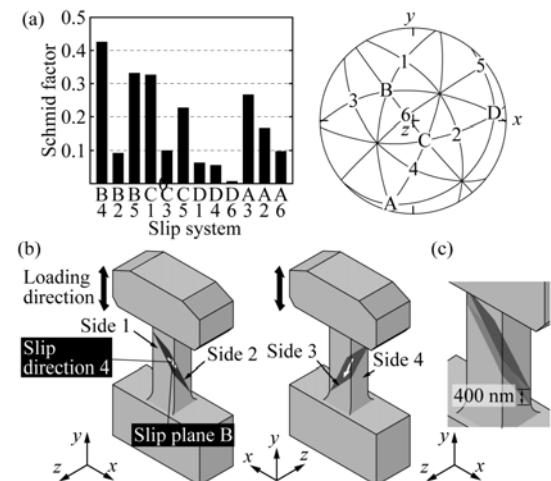 (a)
Schmid factor
0.5
0.4
0.3
0.2
0.1
B B B C C C D D D A A A
4 2 5 1 3 5 1 4 6 3 2 6
Slip system
y
1
5
B
3
6
z
D
x
C
2
4
A
(b)
Loading
direction
Side 1
Side 2
Slip
direction 4
Slip plane B
y
z
x
Side 3
Side 4
y
x
z
(c)
400 nm
y
z
x